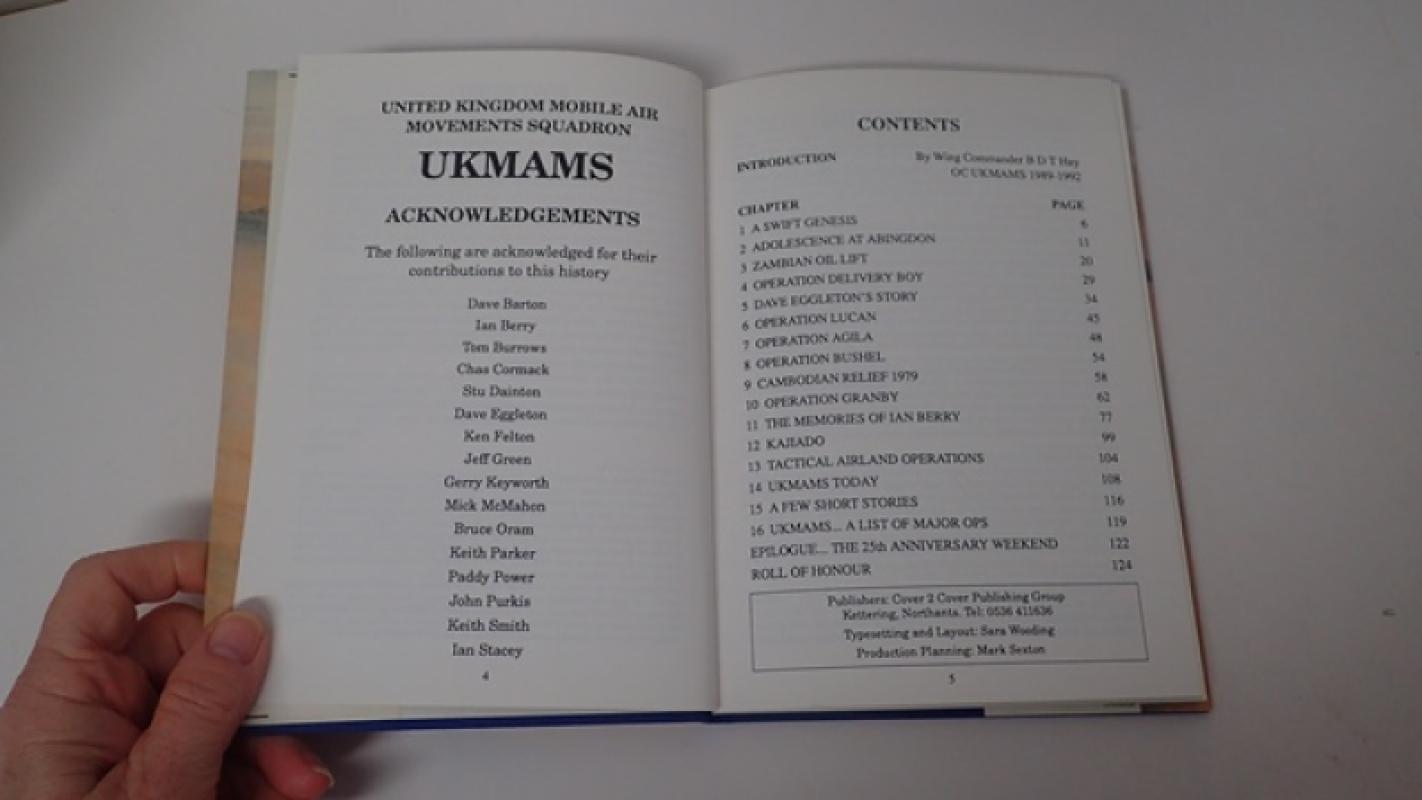 UNITED KINGDOM MOBILE AIR
MOVEMENTS SQUADRON
UKMAMS
ACKNOWLEDGEMENTS
The following are acknowledged for their
contributions to this history
Dave Barton
Ian Berry
Tom Burrows
Chas Cormack
Stu Dainton
Dave Eggleton
Ken Felton
Jeff Green
Gerry Keyworth
Mick McMahon
Bruce Oram
Keith Parker
Paddy Power
John Purkis
Keith Smith
Ian Stacey
4
CONTENTS
INTRODUCTION By Wing Commander B D T Hay
OC UKMAMS 1989-1992
CHAPTER PAGE
1 A SWIFT GENESIS 6
2 ADOLESCENCE AT ABINGDON 11
3 ZAMBIAN OIL LIFT 20
4 OPERATION DELIVERY BOY 29
5 DAVE EGGLETON'S STORY 34
6 OPERATION LUCAN 45
7 OPERATION AGILA 48
8 OPERATION BUSHEL 54
9 CAMBODIAN RELIEF 1979 58
10 OPERATION GRANBY 62
11 THE MEMORIES OF IAN BERRY 77
12 KAJIADO 99
13 TACTICAL AIRLAND OPERATIONS 104
14 UKMAMS TODAY 108
15 A FEW SHORT STORIES 116
16 UKMAMS... A LIST OF MAJOR OPS 119
EPILOGUE... THE 25th ANNIVERSARY WEEKEND 122
ROLL OF HONOUR 124
Publishers: Cover 2 Cover Publishing Group
Kettering, Northants. Tel: 0536 411636
Typesetting and Layout: Sara Wooding
Production Planning: Mark Sexton
5